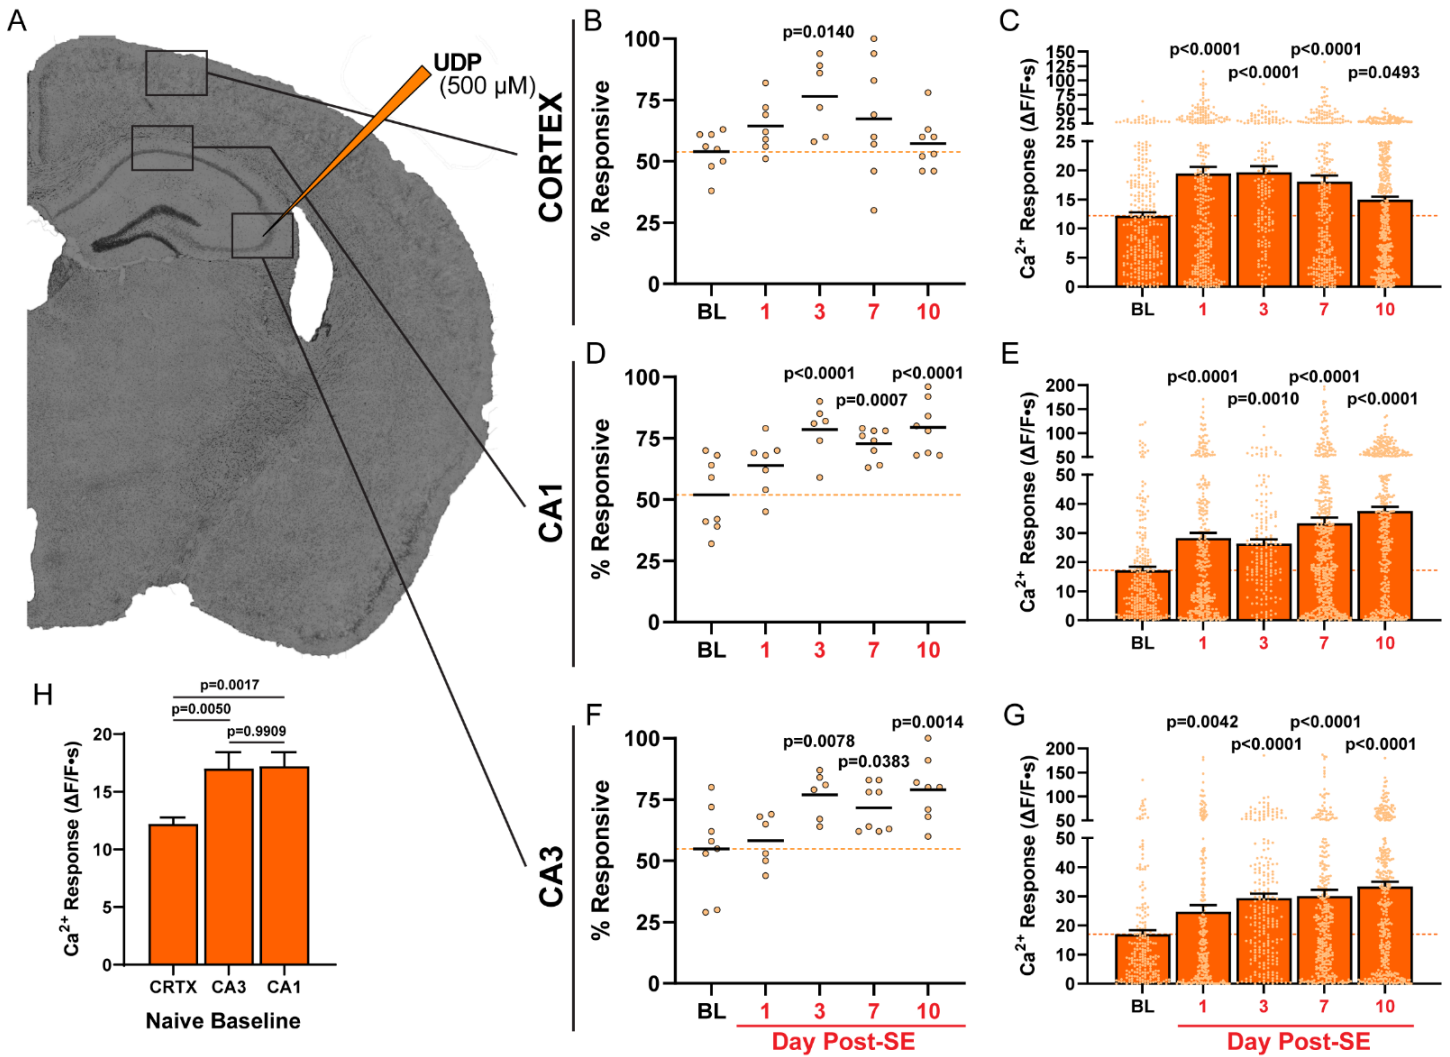 A
UDP
(500 µM)
CORTEX
B
% Responsive
100
75
50
25
0
p=0.0140
BL 1 3 7 10
C
Ca²⁺ Response (ΔF/F•s)
150
125
100
75
50
25
25
20
15
10
5
0
p<0.0001
p<0.0001
p<0.0001
p=0.0493
BL 1 3 7 10
CA1
D
% Responsive
100
75
50
25
0
p<0.0001
p=0.0007
p<0.0001
BL 1 3 7 10
E
Ca²⁺ Response (ΔF/F•s)
200
150
100
50
50
40
30
20
10
0
p<0.0001
p=0.0010
p<0.0001
p<0.0001
BL 1 3 7 10
H
Ca²⁺ Response (ΔF/F•s)
20
15
10
5
0
p=0.0017
p=0.0050
p=0.9909
CRTX CA3 CA1
Naive Baseline
CA3
F
% Responsive
100
75
50
25
0
p=0.0078
p=0.0383
p=0.0014
BL 1 3 7 10
Day Post-SE
G
Ca²⁺ Response (ΔF/F•s)
200
150
100
50
50
40
30
20
10
0
p=0.0042
p<0.0001
p<0.0001
p<0.0001
BL 1 3 7 10
Day Post-SE